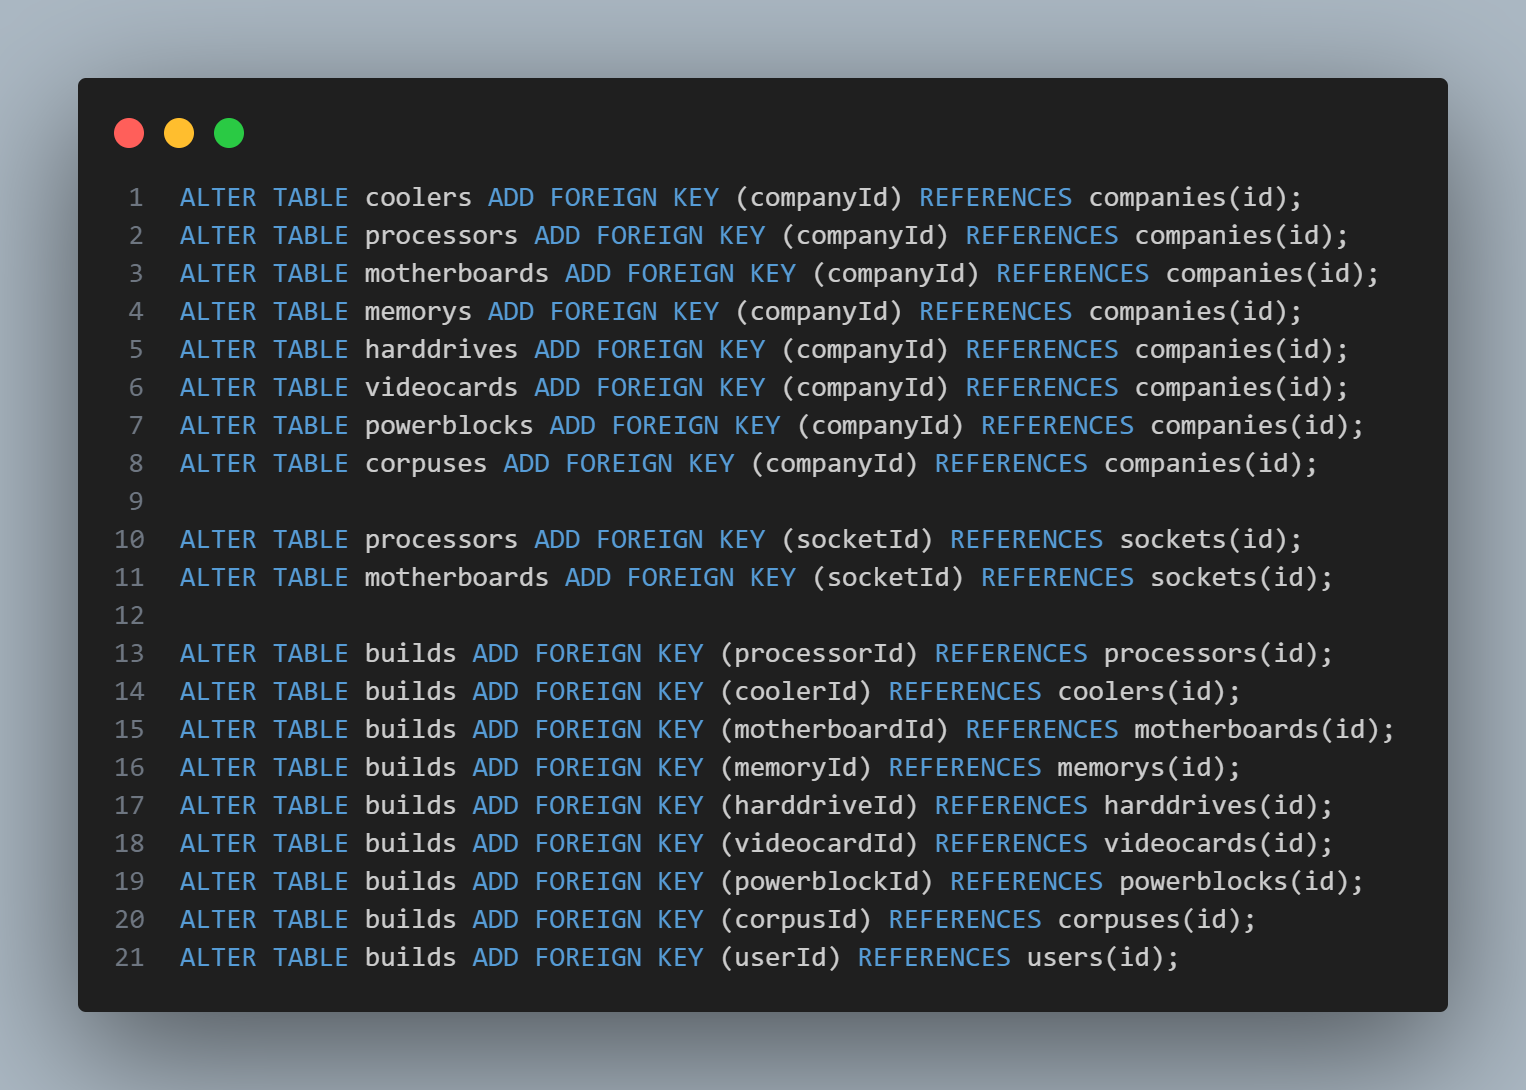 1 ALTER TABLE coolers ADD FOREIGN KEY (companyId) REFERENCES companies(id);
2 ALTER TABLE processors ADD FOREIGN KEY (companyId) REFERENCES companies(id);
3 ALTER TABLE motherboards ADD FOREIGN KEY (companyId) REFERENCES companies(id);
4 ALTER TABLE memorys ADD FOREIGN KEY (companyId) REFERENCES companies(id);
5 ALTER TABLE harddrives ADD FOREIGN KEY (companyId) REFERENCES companies(id);
6 ALTER TABLE videocards ADD FOREIGN KEY (companyId) REFERENCES companies(id);
7 ALTER TABLE powerblocks ADD FOREIGN KEY (companyId) REFERENCES companies(id);
8 ALTER TABLE corpuses ADD FOREIGN KEY (companyId) REFERENCES companies(id);
9
10 ALTER TABLE processors ADD FOREIGN KEY (socketId) REFERENCES sockets(id);
11 ALTER TABLE motherboards ADD FOREIGN KEY (socketId) REFERENCES sockets(id);
12
13 ALTER TABLE builds ADD FOREIGN KEY (processorId) REFERENCES processors(id);
14 ALTER TABLE builds ADD FOREIGN KEY (coolerId) REFERENCES coolers(id);
15 ALTER TABLE builds ADD FOREIGN KEY (motherboardId) REFERENCES motherboards(id);
16 ALTER TABLE builds ADD FOREIGN KEY (memoryId) REFERENCES memorys(id);
17 ALTER TABLE builds ADD FOREIGN KEY (harddriveId) REFERENCES harddrives(id);
18 ALTER TABLE builds ADD FOREIGN KEY (videocardId) REFERENCES videocards(id);
19 ALTER TABLE builds ADD FOREIGN KEY (powerblockId) REFERENCES powerblocks(id);
20 ALTER TABLE builds ADD FOREIGN KEY (corpusId) REFERENCES corpuses(id);
21 ALTER TABLE builds ADD FOREIGN KEY (userId) REFERENCES users(id);